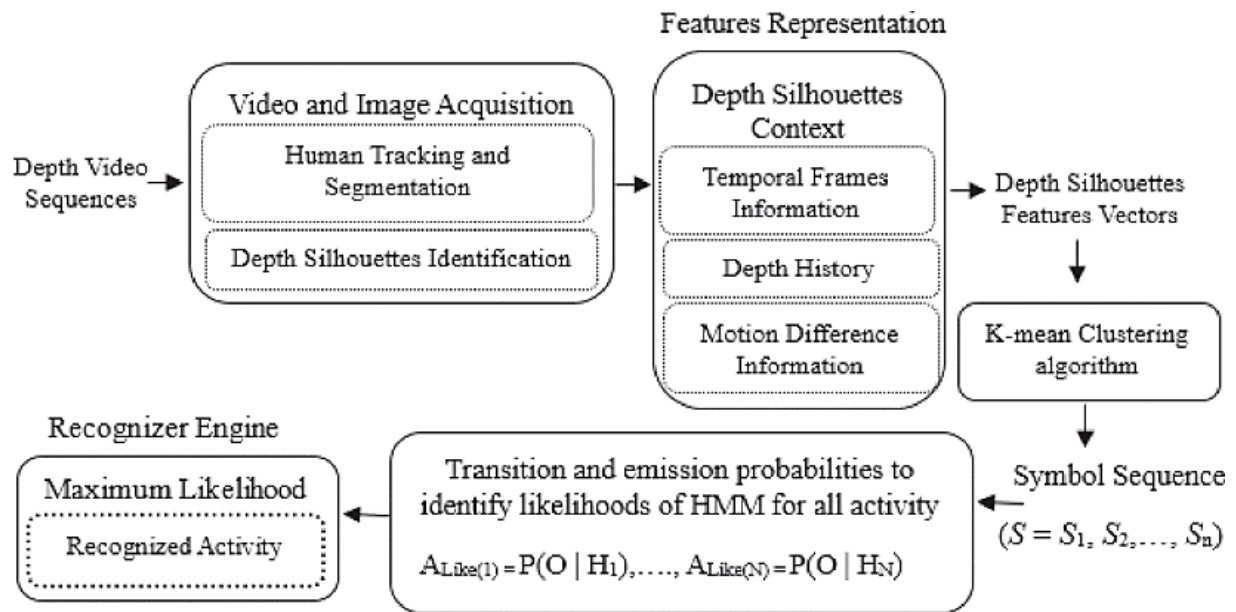 Features Representation
Video and Image Acquisition
Human Tracking and
Segmentation
Depth Silhouettes Identification
Depth Video
Sequences
Depth Silhouettes
Context
Temporal Frames
Information
Depth History
Motion Difference
Information
Depth Silhouettes
Features Vectors
K-mean Clustering
algorithm
Symbol Sequence
(S = S1, S2,…, Sn)
Transition and emission probabilities to
identify likelihoods of HMM for all activity
ALike(1) = P(O | H1),…., ALike(N) = P(O | HN)
Recognizer Engine
Maximum Likelihood
Recognized Activity